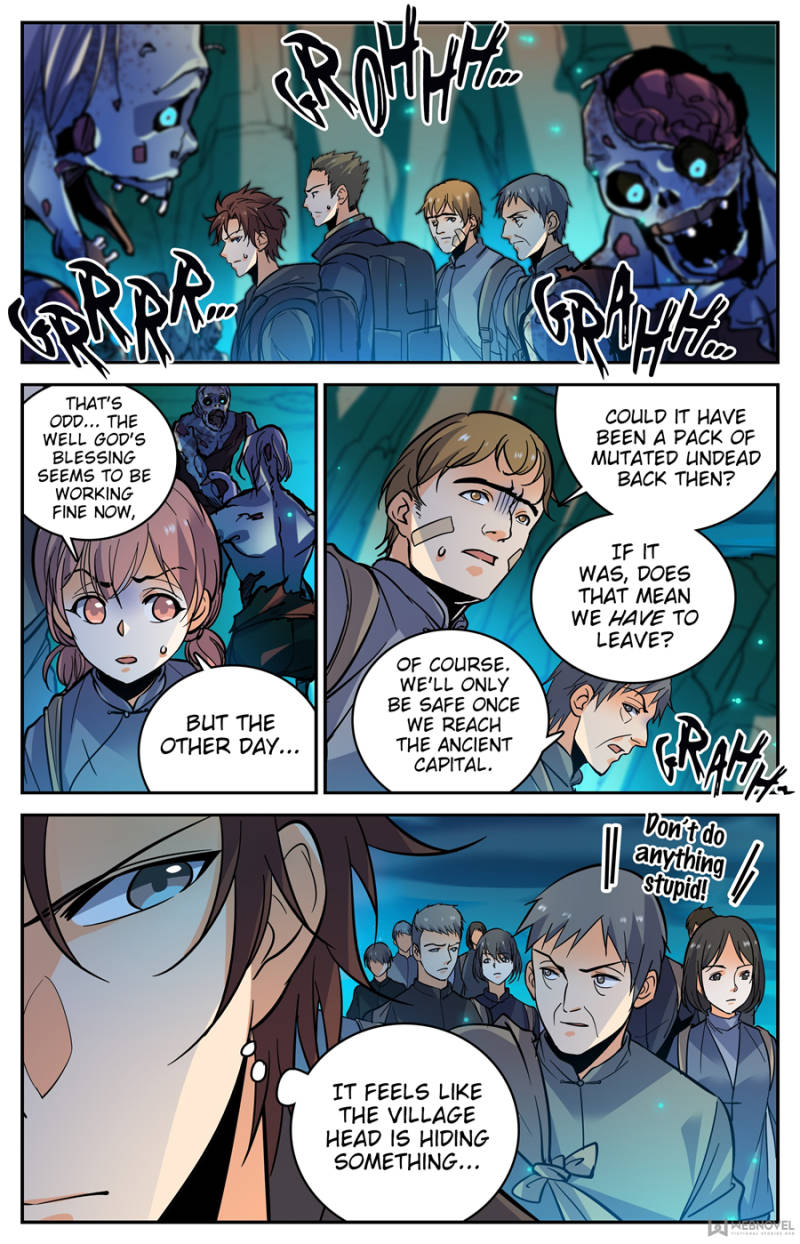 GROHHH...
GRRRR...
GRAHH...
THAT'S
ODD... THE
WELL GOD'S
BLESSING
SEEMS TO BE
WORKING
FINE NOW,
BUT THE
OTHER DAY...
COULD IT HAVE
BEEN A PACK OF
MUTATED UNDEAD
BACK THEN?
IF IT
WAS, DOES
THAT MEAN
WE HAVE TO
LEAVE?
OF COURSE.
WE'LL ONLY
BE SAFE ONCE
WE REACH
THE ANCIENT
CAPITAL.
GRAHH~
Don't do
anything
stupid!
IT FEELS LIKE
THE VILLAGE
HEAD IS HIDING
SOMETHING...
WEBNOVEL